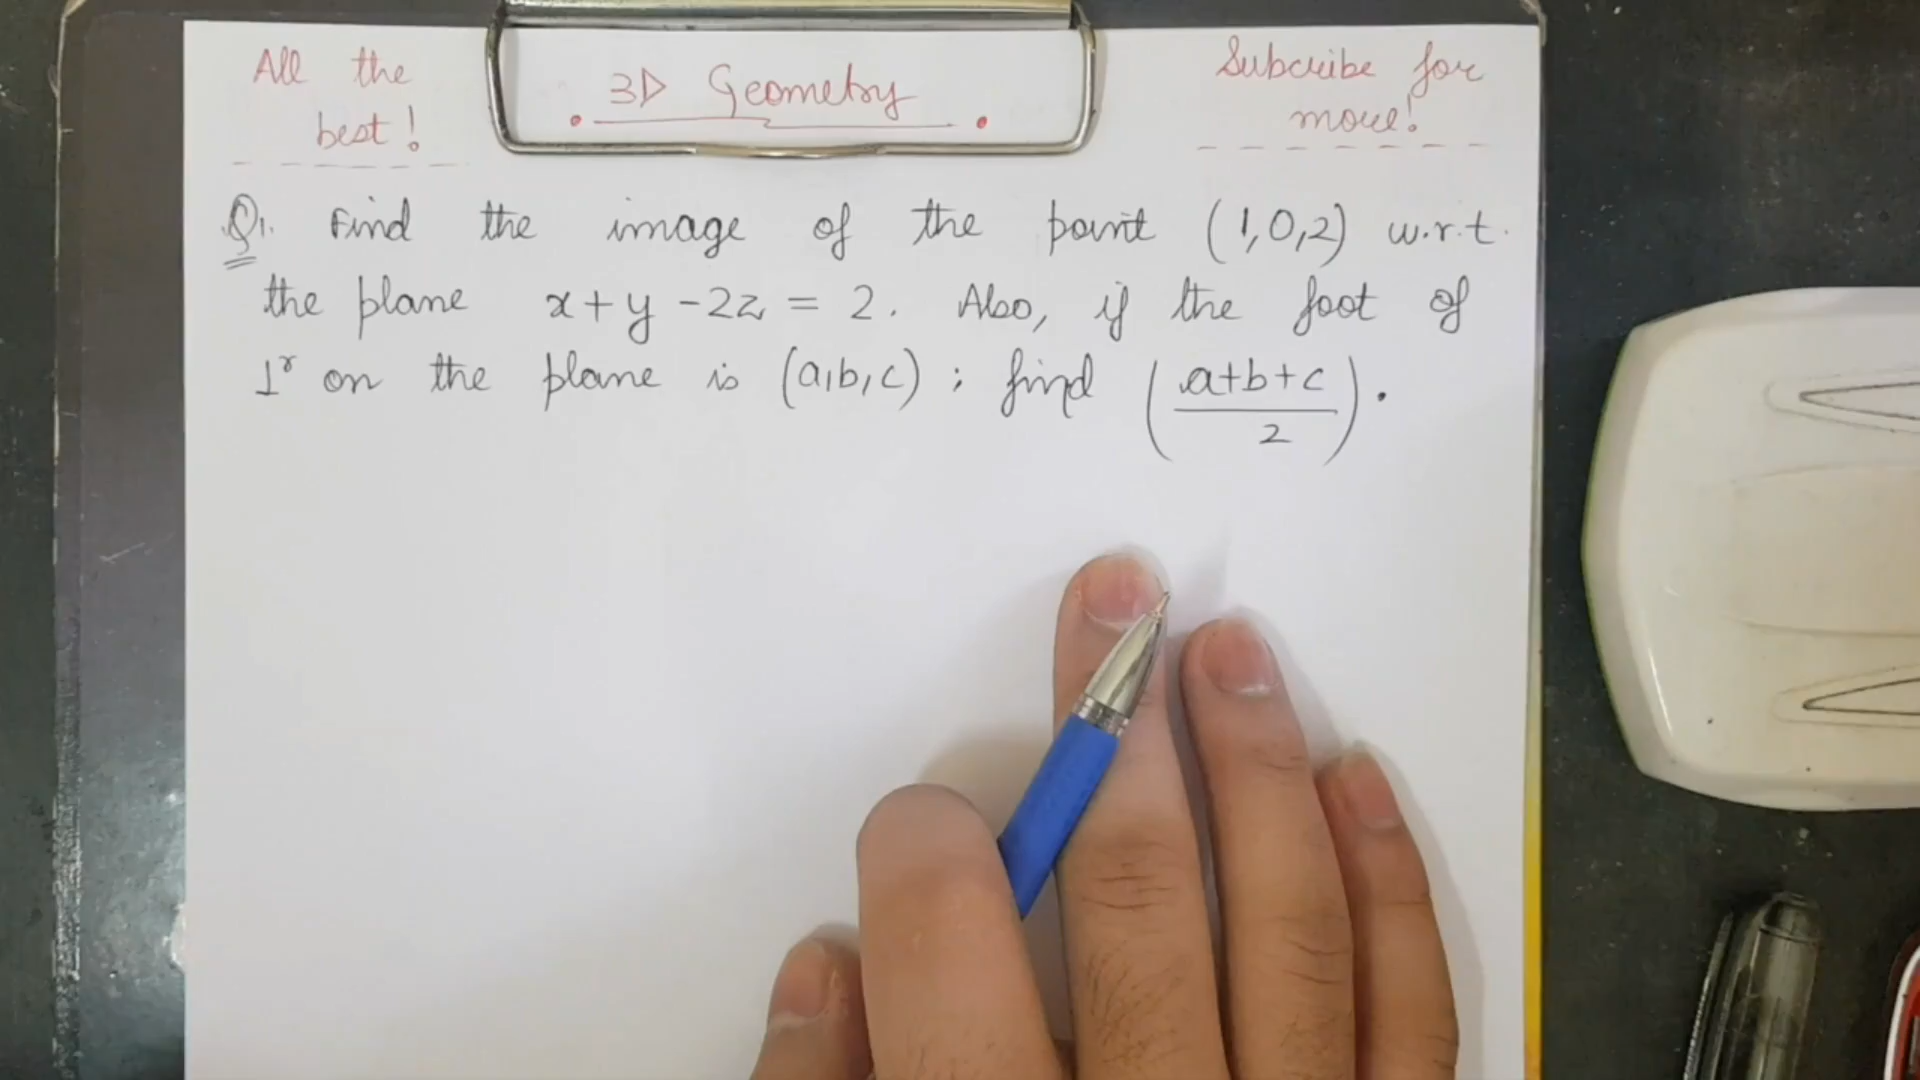 All the
best!
3D Geometry
Subscribe for
more!
Q1. Find the image of the point (1,0,2) w.r.t.
the plane x+y-2z = 2. Also, if the foot of
⊥r on the plane is (a,b,c) ; find (a+b+c/2).